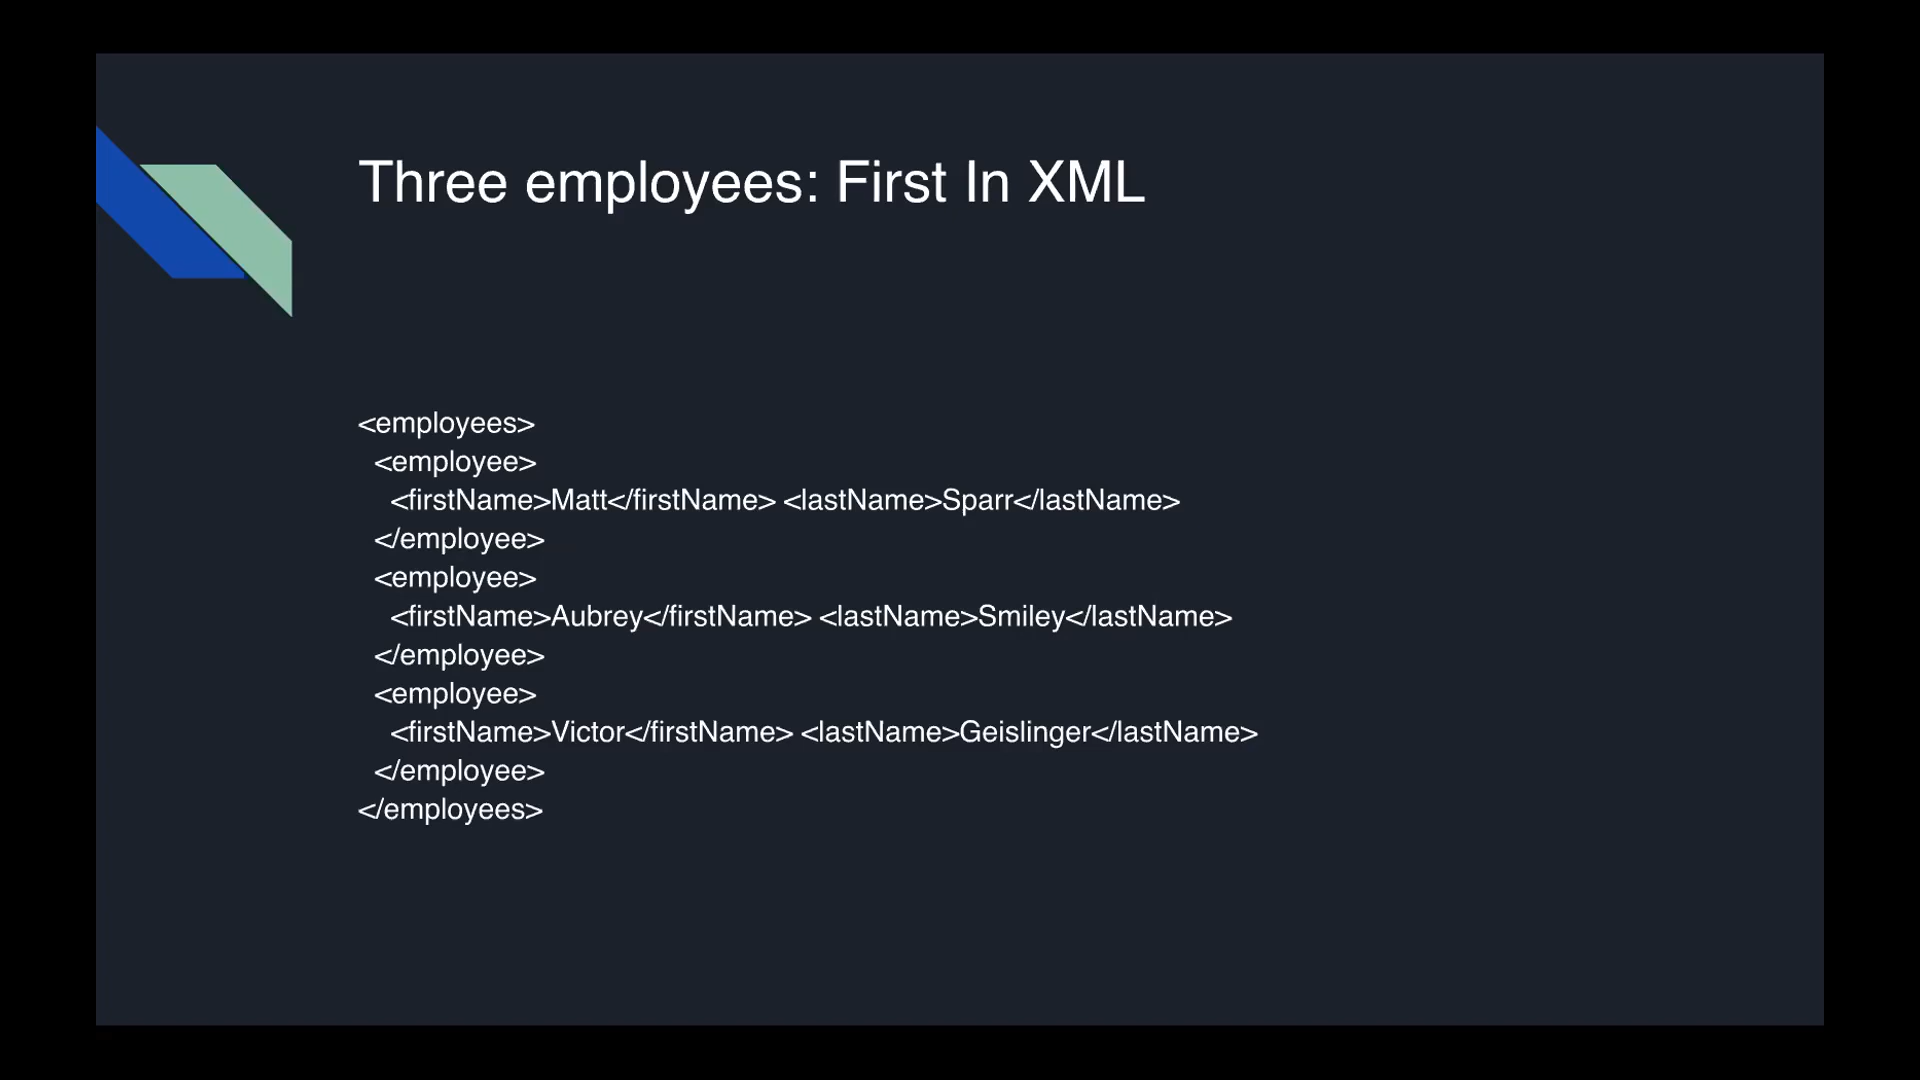 Three employees: First In XML
<employees>
<employee>
<firstName>Matt</firstName> <lastName>Sparr</lastName>
</employee>
<employee>
<firstName>Aubrey</firstName> <lastName>Smiley</lastName>
</employee>
<employee>
<firstName>Victor</firstName> <lastName>Geislinger</lastName>
</employee>
</employees>